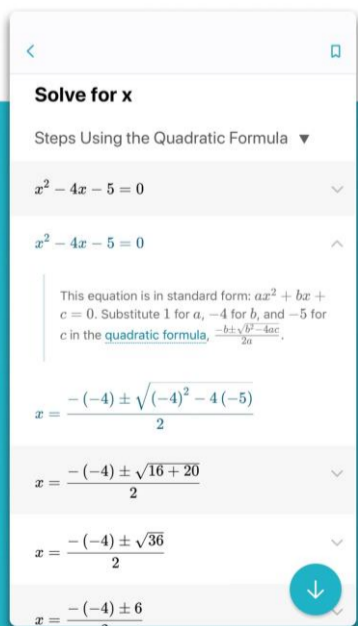 Solve for x
Steps Using the Quadratic Formula ▼
x² − 4x − 5 = 0
x² − 4x − 5 = 0
This equation is in standard form: ax² + bx +
c = 0. Substitute 1 for a, −4 for b, and −5 for
c in the quadratic formula, (−b±√(b²−4ac))/(2a).
x = (−(−4) ± √((−4)² − 4(−5)))/2
x = (−(−4) ± √(16 + 20))/2
x = (−(−4) ± √36)/2
x = −(−4) ± 6